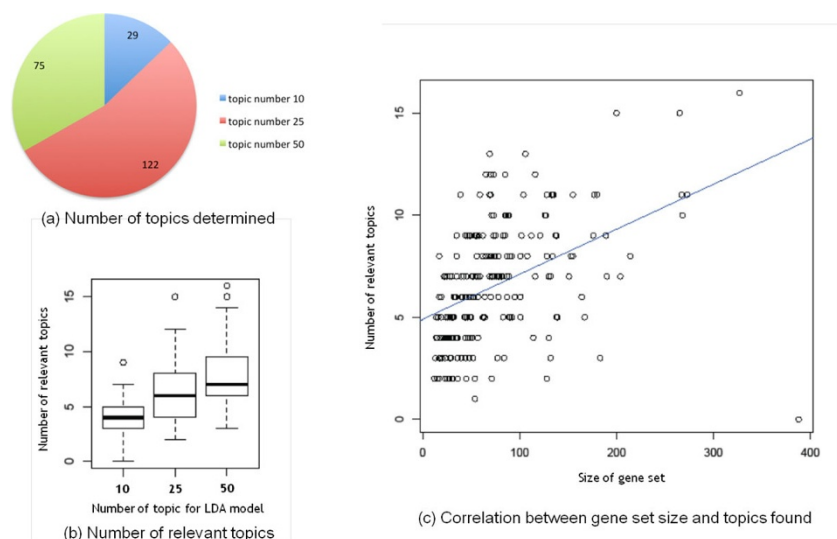 29
75
122
topic number 10
topic number 25
topic number 50
(a) Number of topics determined
Number of relevant topics
15
10
5
0
10 25 50
Number of topic for LDA model
(b) Number of relevant topics
Number of relevant topics
15
10
5
0
0 100 200 300 400
Size of gene set
(c) Correlation between gene set size and topics found